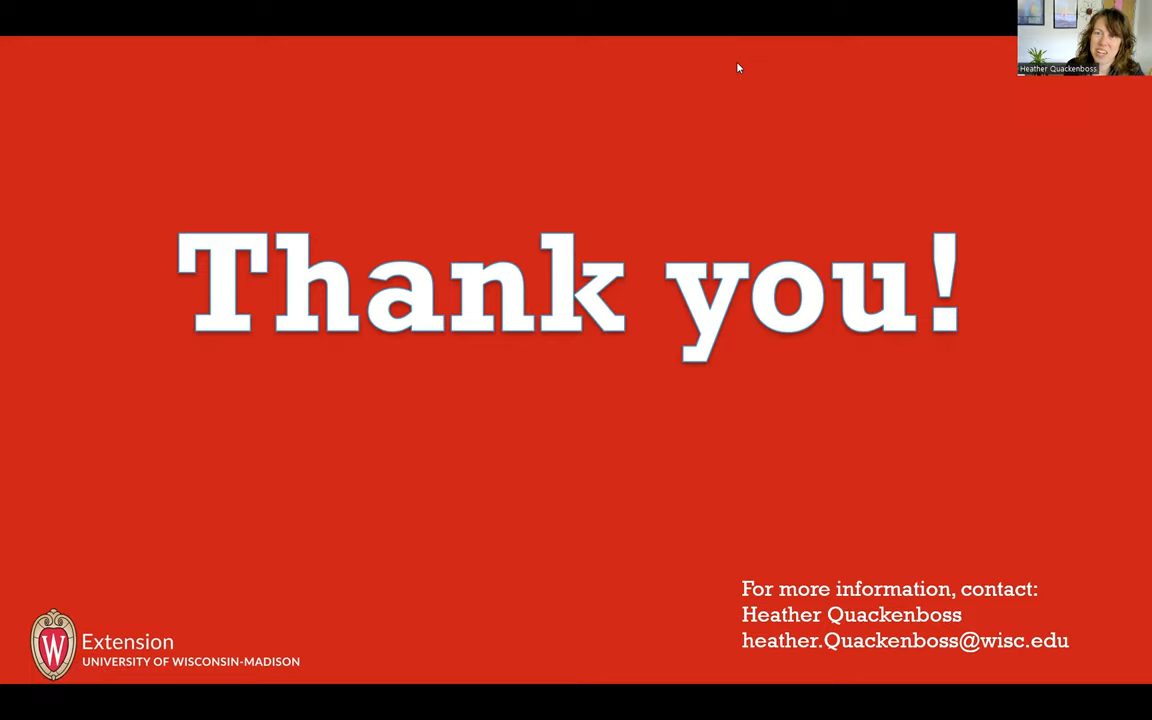 Heather Quackenboss
Thank you!
For more information, contact:
Heather Quackenboss
heather.Quackenboss@wisc.edu
W
Extension
UNIVERSITY OF WISCONSIN-MADISON